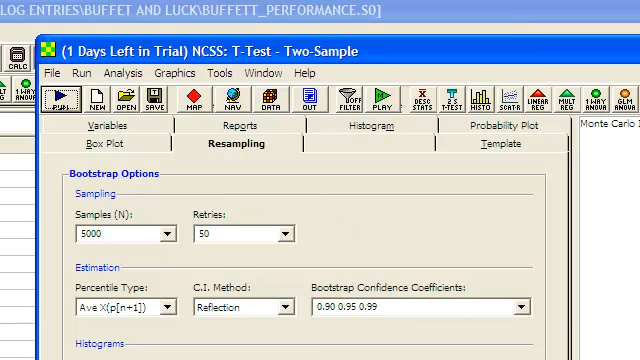 LOG ENTRIES\BUFFET AND LUCK\BUFFETT_PERFORMANCE.S0]
(1 Days Left in Trial) NCSS: T-Test - Two-Sample
File Run Analysis Graphics Tools Window Help
CALC
RUN NEW OPEN SAVE MAP NAV DATA OUT FILTER PLAY DESC STATS 2 S T-TEST HISTO SCAT-R LINEAR REG MULT REG 1 WAY ANOVA GLM ANOVA
Variables Reports Histogram Probability Plot
Monte Carlo
Box Plot Resampling Template
Bootstrap Options
Sampling
Samples (N): Retries:
5000 50
Estimation
Percentile Type: C.I. Method: Bootstrap Confidence Coefficients:
Ave X(p[n+1]) Reflection 0.90 0.95 0.99
Histograms